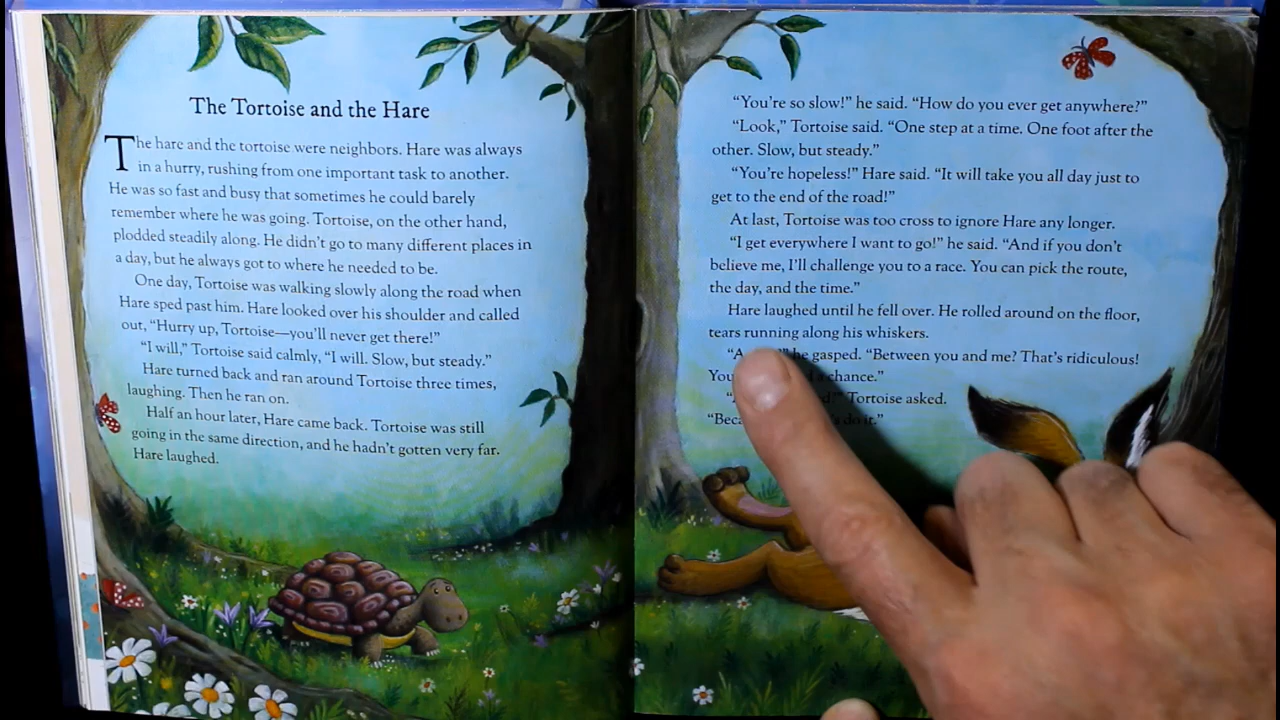 The Tortoise and the Hare
The hare and the tortoise were neighbors. Hare was always
in a hurry, rushing from one important task to another.
He was so fast and busy that sometimes he could barely
remember where he was going. Tortoise, on the other hand,
plodded steadily along. He didn't go to many different places in
a day, but he always got to where he needed to be.
One day, Tortoise was walking slowly along the road when
Hare sped past him. Hare looked over his shoulder and called
out, “Hurry up, Tortoise—you'll never get there!”
“I will,” Tortoise said calmly, “I will. Slow, but steady.”
Hare turned back and ran around Tortoise three times,
laughing. Then he ran on.
Half an hour later, Hare came back. Tortoise was still
going in the same direction, and he hadn't gotten very far.
Hare laughed.
“You're so slow!” he said. “How do you ever get anywhere?”
“Look,” Tortoise said. “One step at a time. One foot after the
other. Slow, but steady.”
“You're hopeless!” Hare said. “It will take you all day just to
get to the end of the road!”
At last, Tortoise was too cross to ignore Hare any longer.
“I get everywhere I want to go!” he said. “And if you don't
believe me, I'll challenge you to a race. You can pick the route,
the day, and the time.”
Hare laughed until he fell over. He rolled around on the floor,
tears running along his whiskers.
he gasped. “Between you and me? That's ridiculous!
chance.”
Tortoise asked.
do it.”